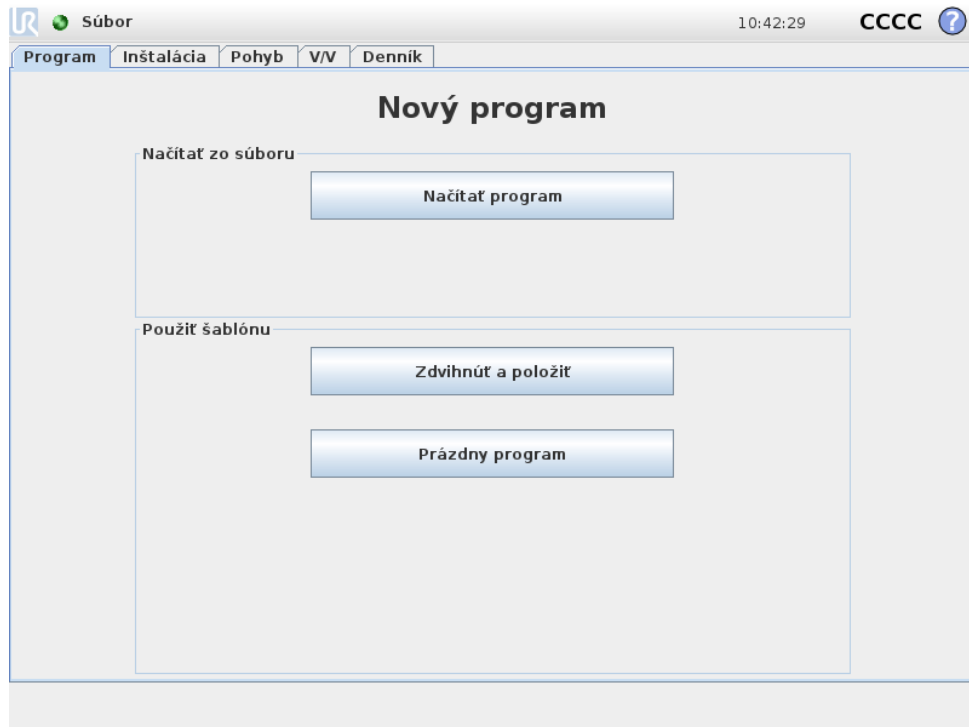 UR Súbor 10:42:29 CCCC ?
Program Inštalácia Pohyb V/V Denník
Nový program
Načítať zo súboru
Načítať program
Použiť šablónu
Zdvihnúť a položiť
Prázdny program